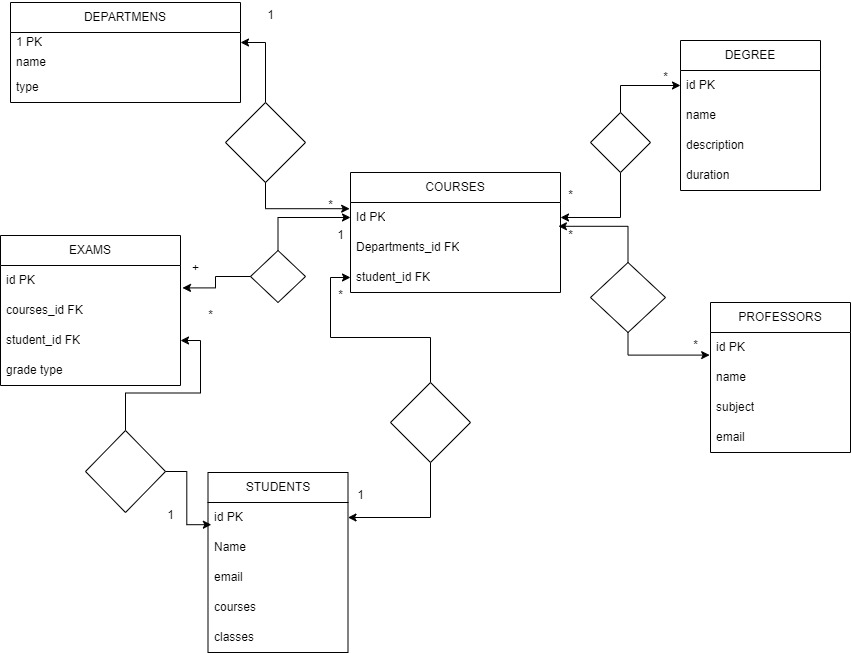 DEPARTMENS
1
1 PK
name
type
DEGREE
*
id PK
name
description
duration
COURSES
*
*
Id PK
1
*
Departments_id FK
student_id FK
*
EXAMS
+
id PK
courses_id FK
*
student_id FK
grade type
PROFESSORS
*
id PK
name
subject
email
STUDENTS
1
1
id PK
Name
email
courses
classes